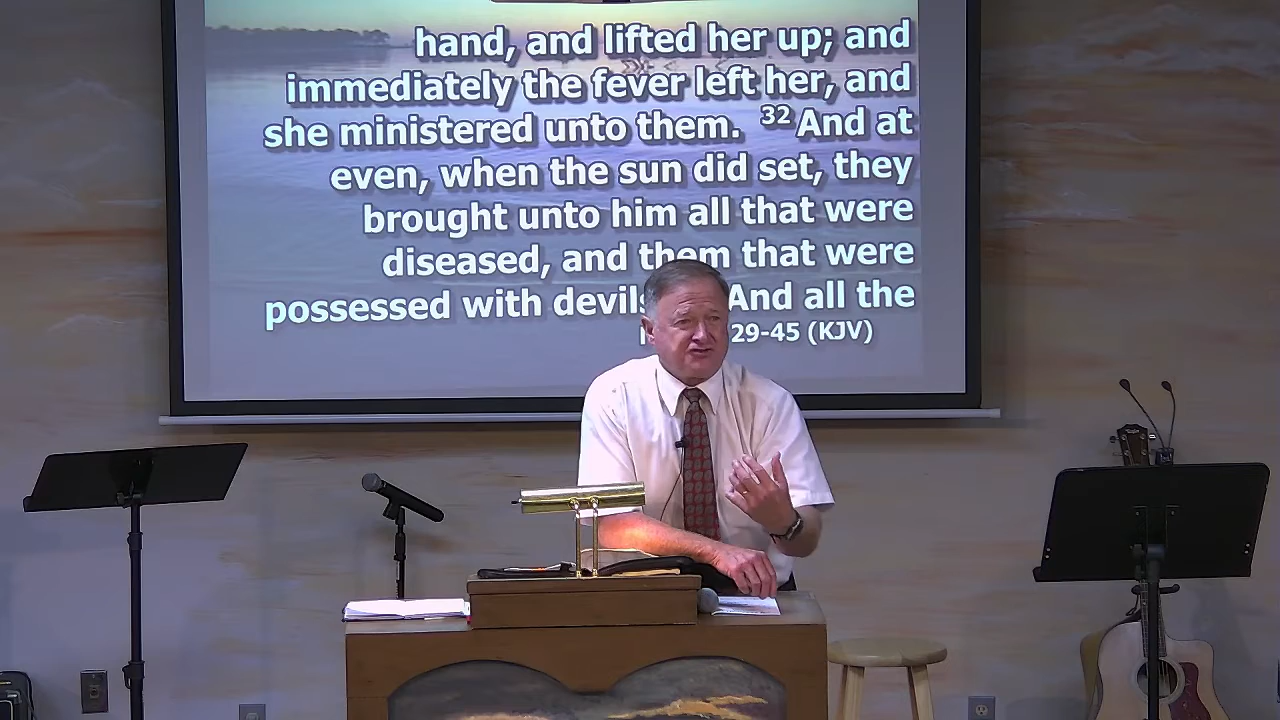 hand, and lifted her up; and
immediately the fever left her, and
she ministered unto them. 32 And at
even, when the sun did set, they
brought unto him all that were
diseased, and them that were
possessed with devils And all the
29-45 (KJV)